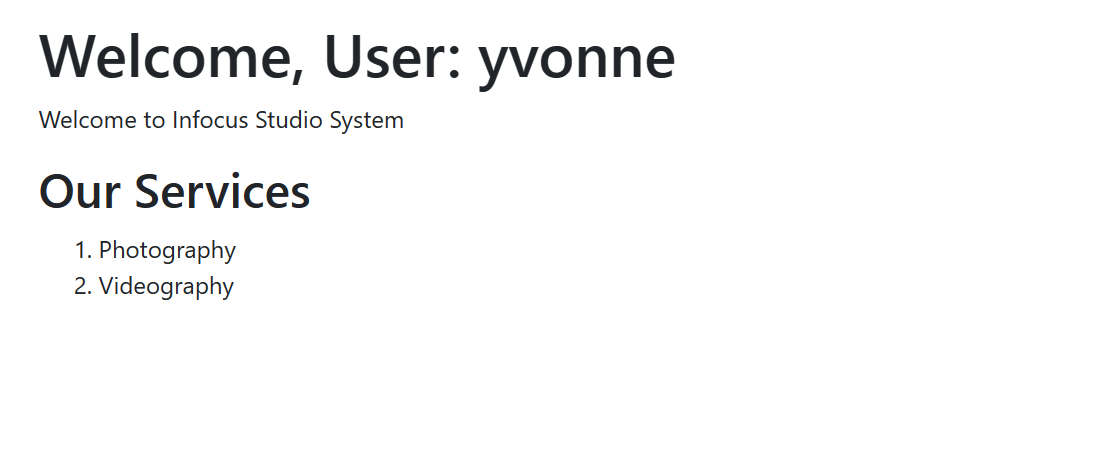 Welcome, User: yvonne
Welcome to Infocus Studio System
Our Services
1. Photography
2. Videography